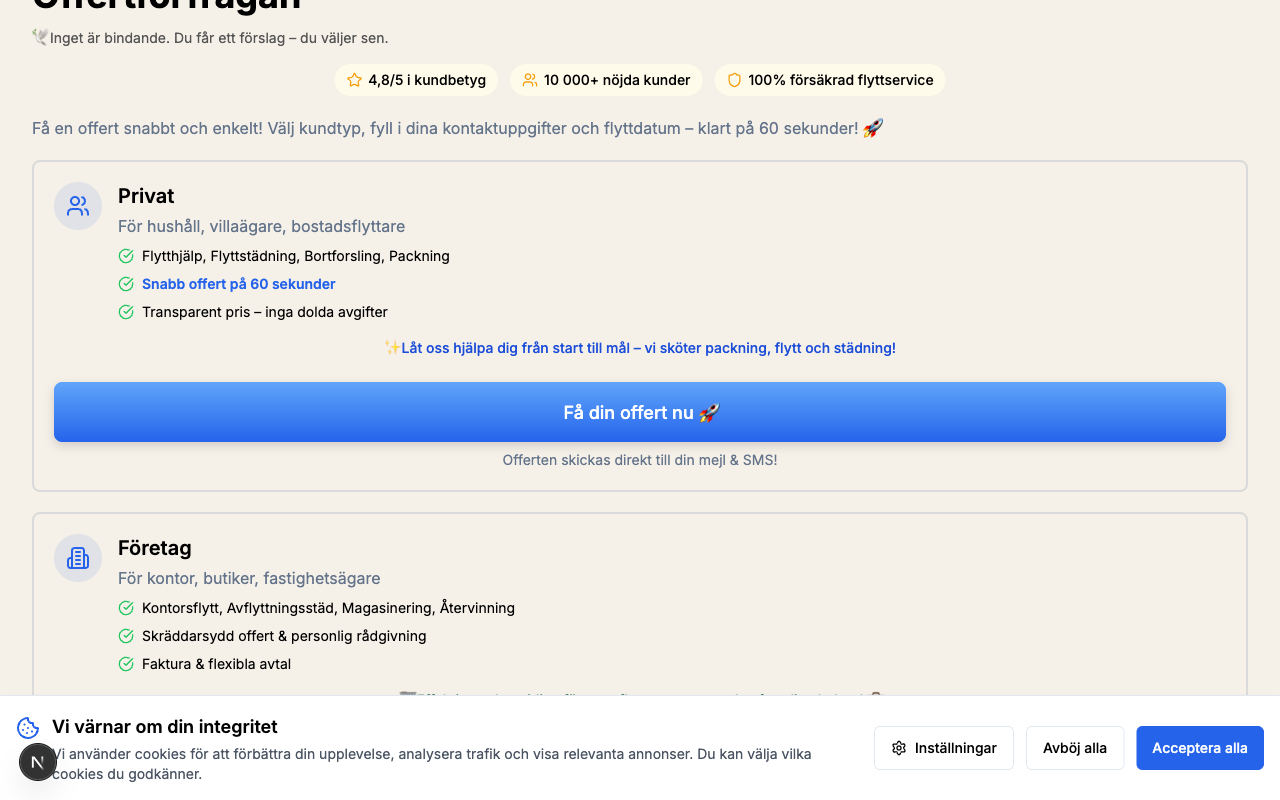 Offertförfrågan
🕊️Inget är bindande. Du får ett förslag – du väljer sen.
4,8/5 i kundbetyg
10 000+ nöjda kunder
100% försäkrad flyttservice
Få en offert snabbt och enkelt! Välj kundtyp, fyll i dina kontaktuppgifter och flyttdatum – klart på 60 sekunder! 🚀
Privat
För hushåll, villaägare, bostadsflyttare
Flytthjälp, Flyttstädning, Bortforsling, Packning
Snabb offert på 60 sekunder
Transparent pris – inga dolda avgifter
✨Låt oss hjälpa dig från start till mål – vi sköter packning, flytt och städning!
Få din offert nu 🚀
Offerten skickas direkt till din mejl & SMS!
Företag
För kontor, butiker, fastighetsägare
Kontorsflytt, Avflyttningsstäd, Magasinering, Återvinning
Skräddarsydd offert & personlig rådgivning
Faktura & flexibla avtal
Vi värnar om din integritet
Vi använder cookies för att förbättra din upplevelse, analysera trafik och visa relevanta annonser. Du kan välja vilka
cookies du godkänner.
N
Inställningar
Avböj alla
Acceptera alla